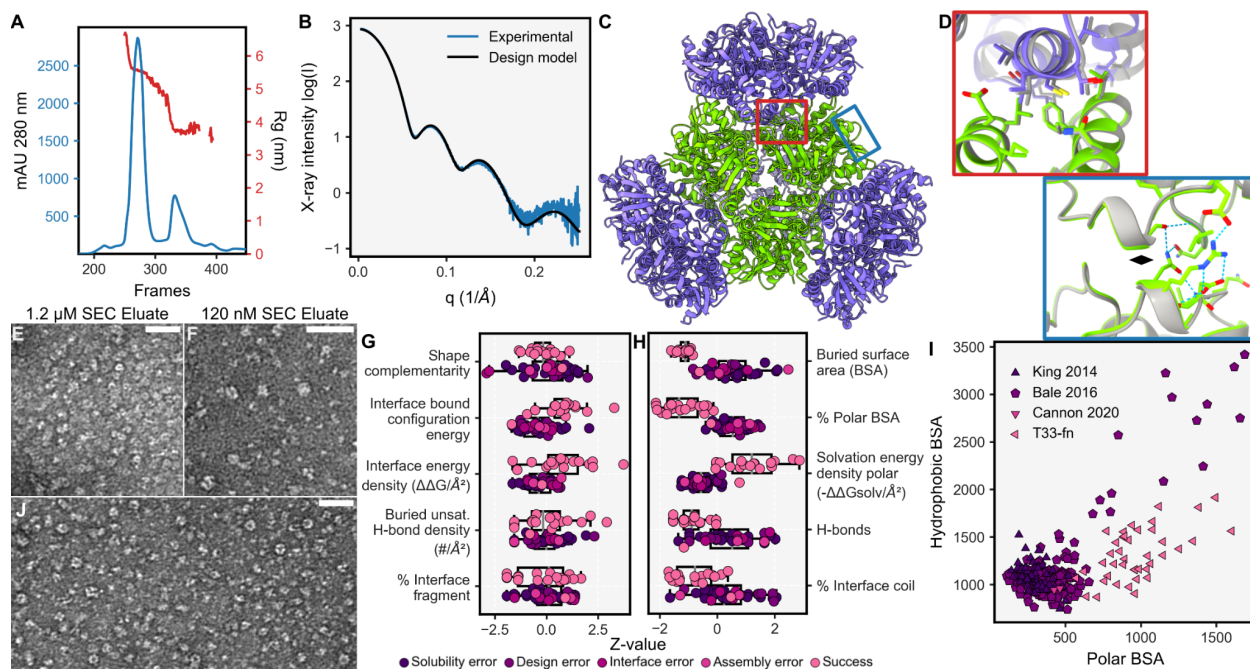 A
mAU 280 nm
2500
2000
1500
1000
500
200
300
400
Frames
6
5
4
3
2
1
0
Rg (nm)
B
X-ray intensity log(I)
3
2
1
0
−1
0.0
0.1
0.2
q (1/Å)
Experimental
Design model
C
D
1.2 μM SEC Eluate
120 nM SEC Eluate
E
F
J
G
H
Shape
complementarity
Interface bound
configuration
energy
Interface energy
density (ΔΔG/Å²)
Buried unsat.
H-bond density
(#/Å²)
% Interface
fragment
−2.5
0.0
2.5
−2
0
2
Z-value
Buried surface
area (BSA)
% Polar BSA
Solvation energy
density polar
(-ΔΔGsolv/Å²)
H-bonds
% Interface coil
Solubility error
Design error
Interface error
Assembly error
Success
I
Hydrophobic BSA
3500
3000
2500
2000
1500
1000
King 2014
Bale 2016
Cannon 2020
T33-fn
500
1000
1500
Polar BSA